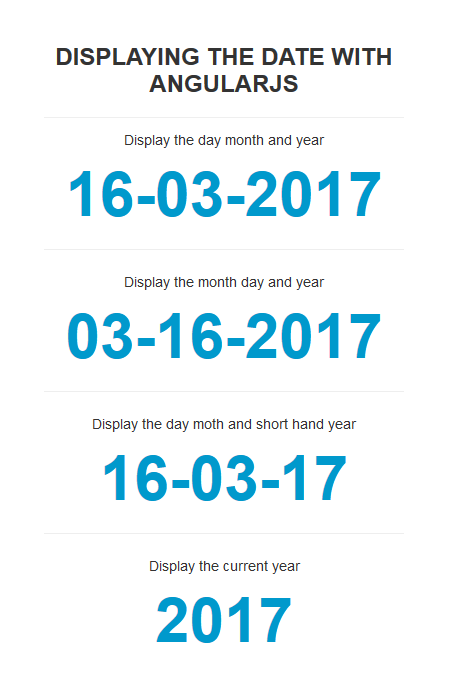 DISPLAYING THE DATE WITH
ANGULARJS
Display the day month and year
16-03-2017
Display the month day and year
03-16-2017
Display the day moth and short hand year
16-03-17
Display the current year
2017